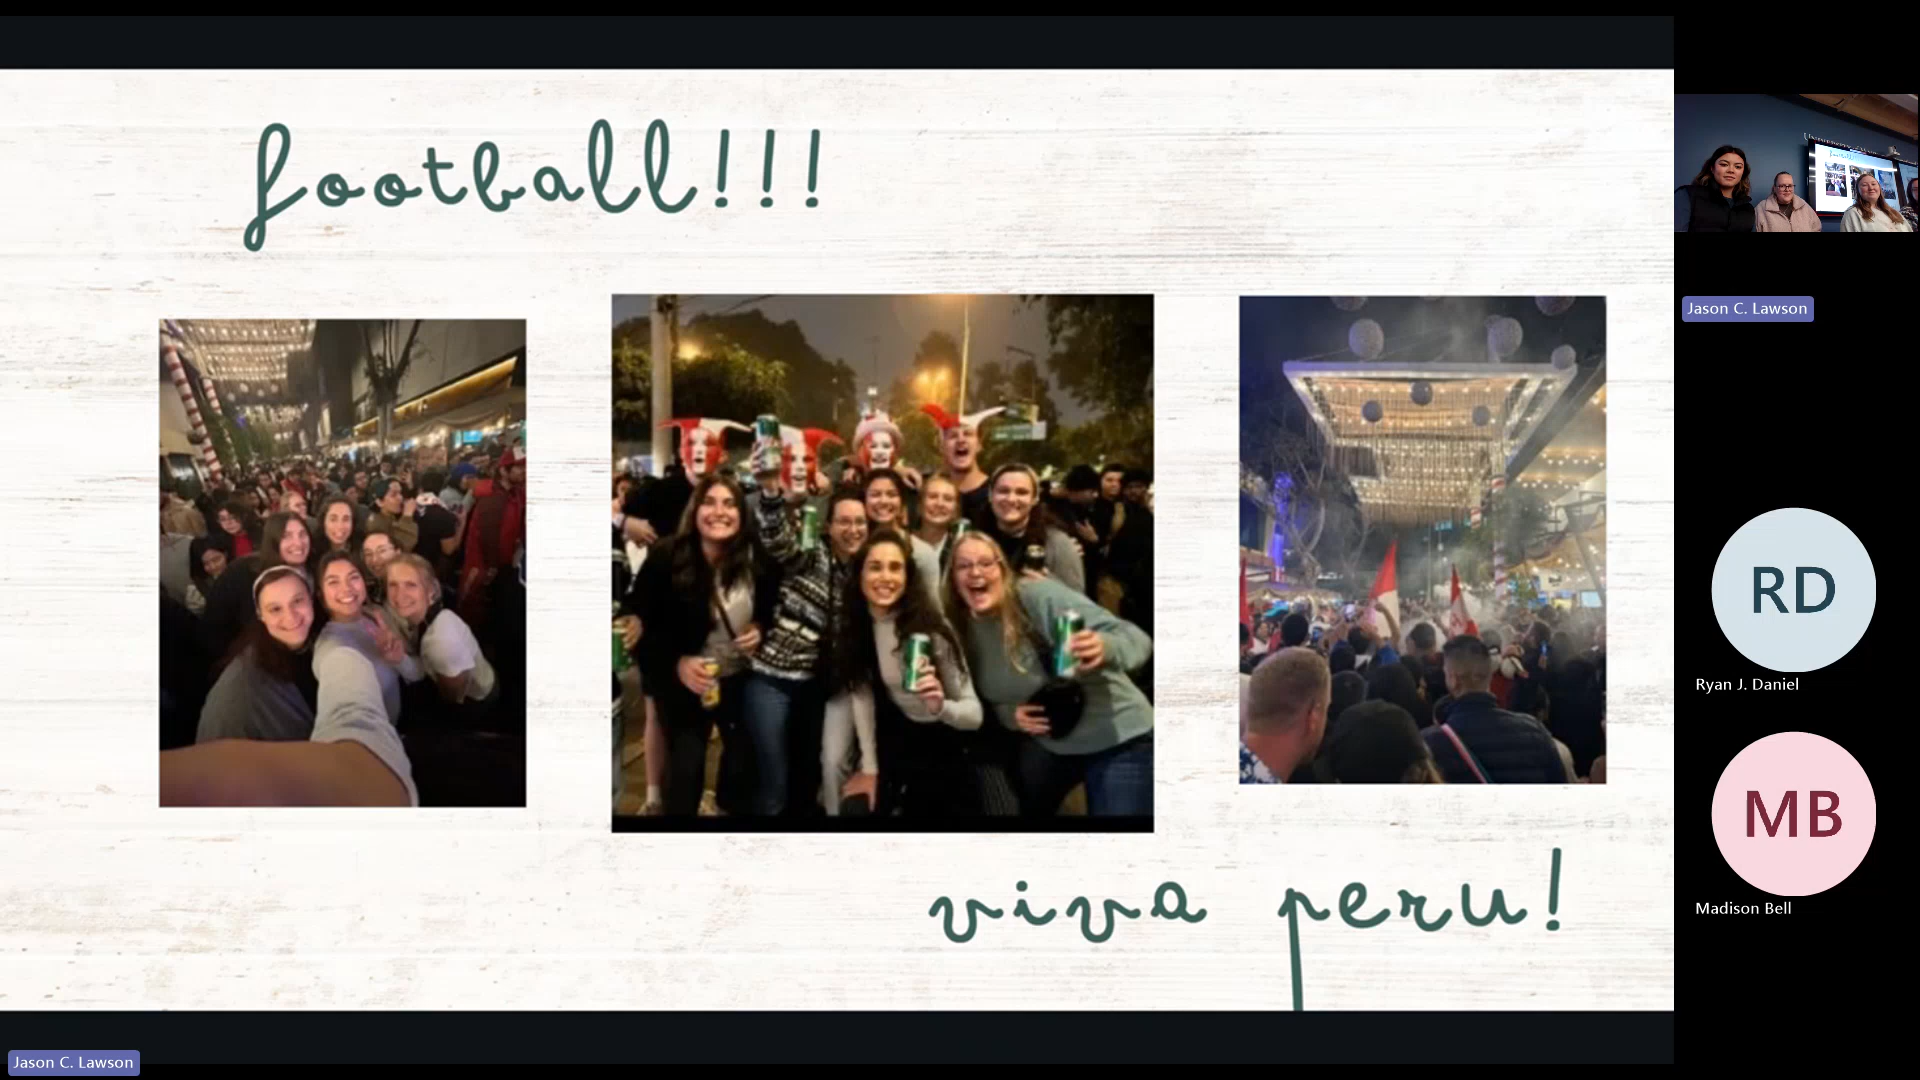 football!!!
viva peru!
Jason C. Lawson
RD
Ryan J. Daniel
MB
Madison Bell
Jason C. Lawson